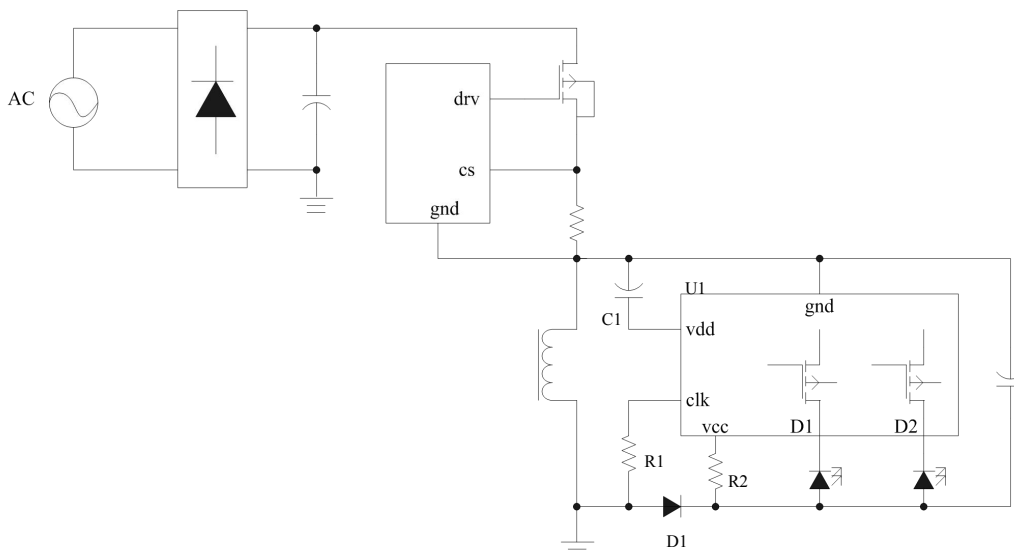 AC
drv
cs
gnd
U1
gnd
C1
vdd
clk
vcc
D1
D2
R1
R2
D1